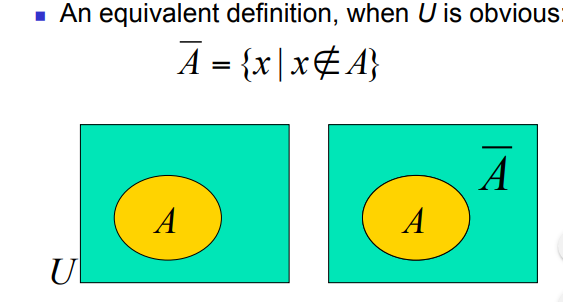 ▪ An equivalent definition, when U is obvious:
A̅ = {x | x ∉ A}
A̅
A
A
U